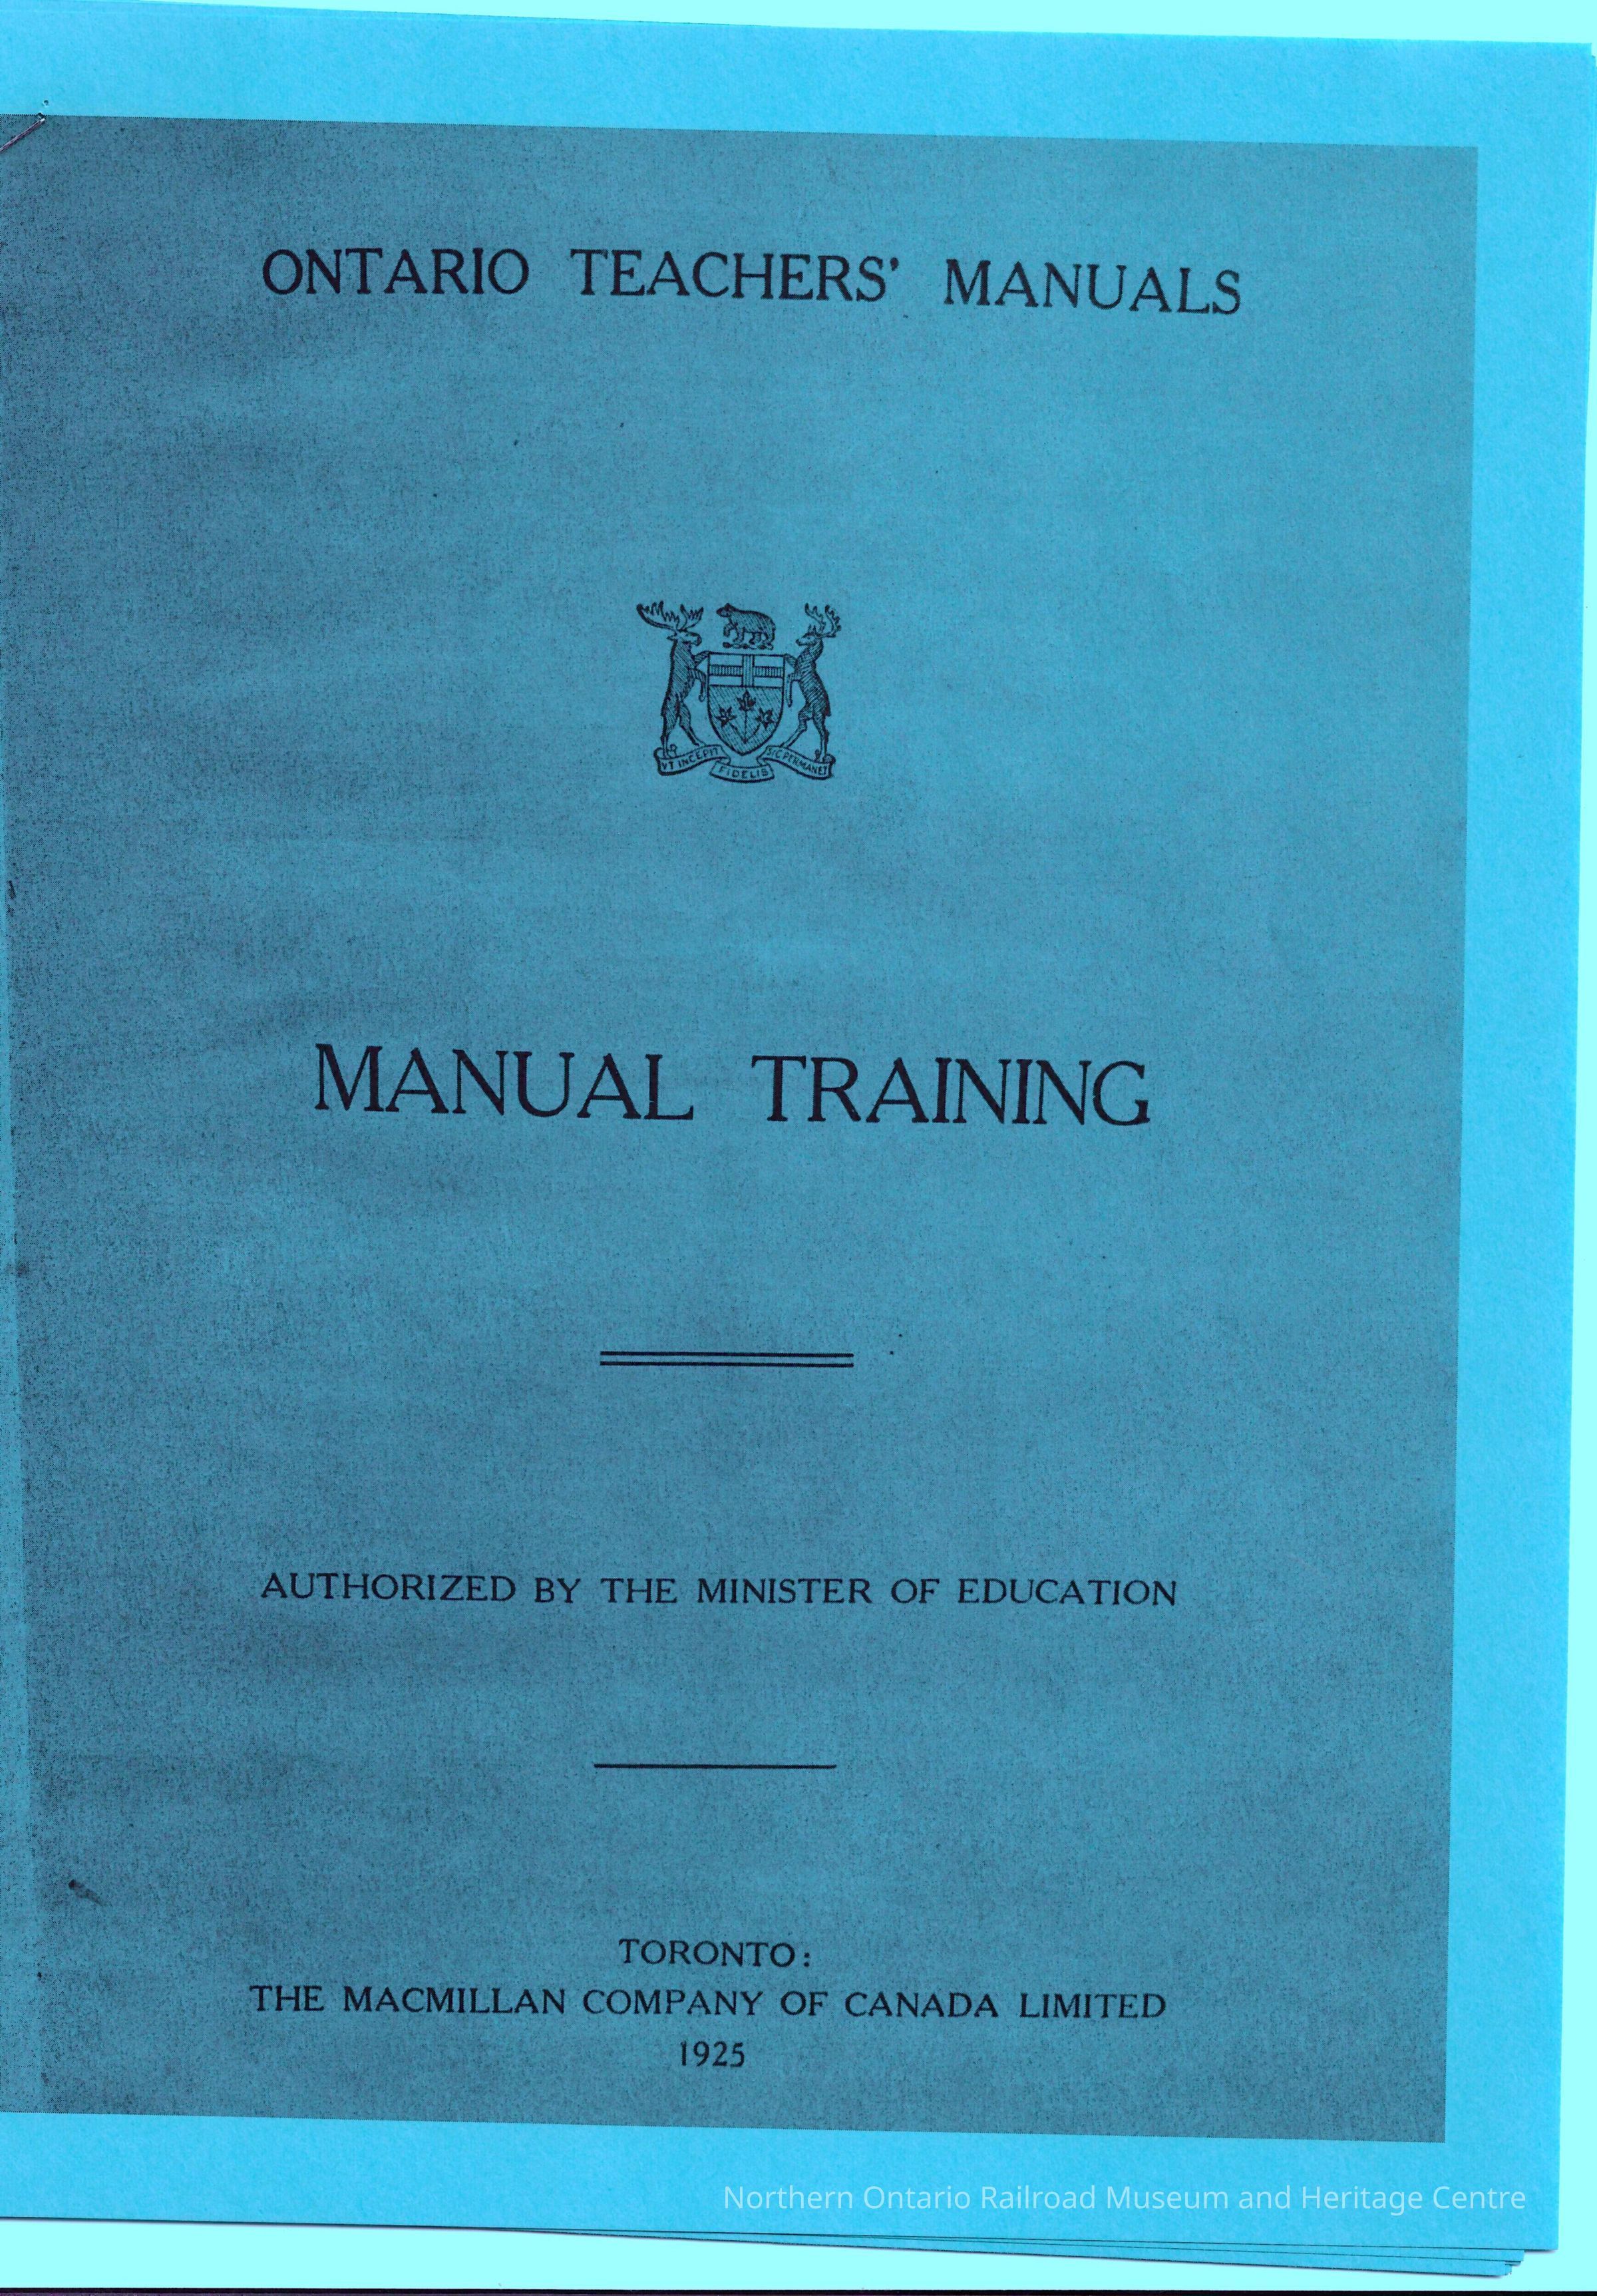 ONTARIO TEACHERS' MANUALS
VT INCEPIT FIDELIS SIC PERMANET
MANUAL TRAINING
AUTHORIZED BY THE MINISTER OF EDUCATION
TORONTO:
THE MACMILLAN COMPANY OF CANADA LIMITED
1925
Northern Ontario Railroad Museum and Heritage Centre